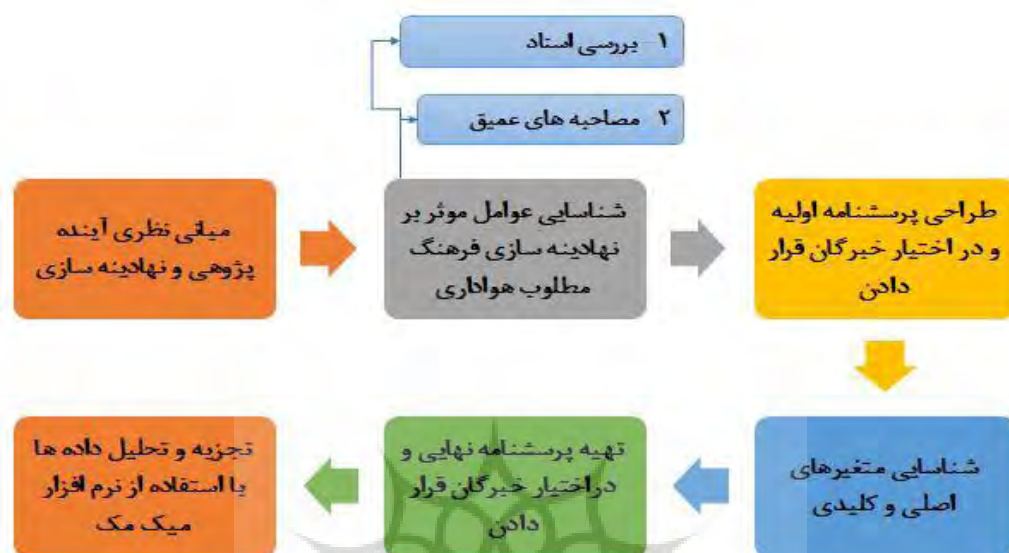 ۱ بررسی اسناد
۲ مصاحبه های عمیق
مبانی نظری آینده
پژوهی و نهادینه سازی
شناسایی عوامل موثر بر
نهادینه سازی فرهنگ
مطلوب هواداری
طراحی پرسشنامه اولیه
و در اختیار خبرگان قرار
دادن
شناسایی متغیرهای
اصلی و کلیدی
تهیه پرسشنامه نهایی و
دراختیار خبرگان قرار
دادن
تجزیه و تحلیل داده ها
با استفاده از نرم افزار
میک مک